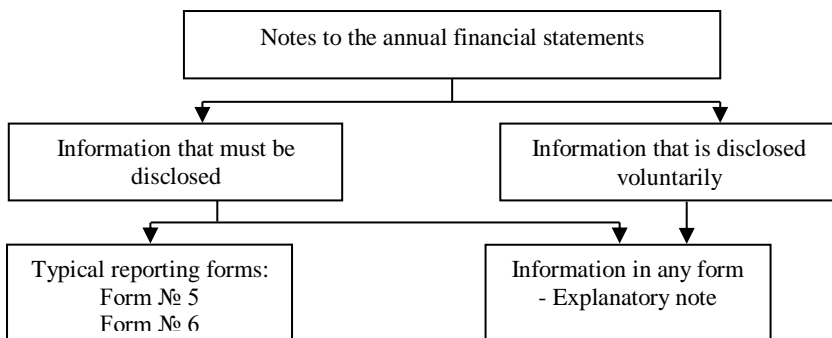 Notes to the annual financial statements
Information that must be
disclosed
Information that is disclosed
voluntarily
Typical reporting forms:
Form № 5
Form № 6
Information in any form
- Explanatory note